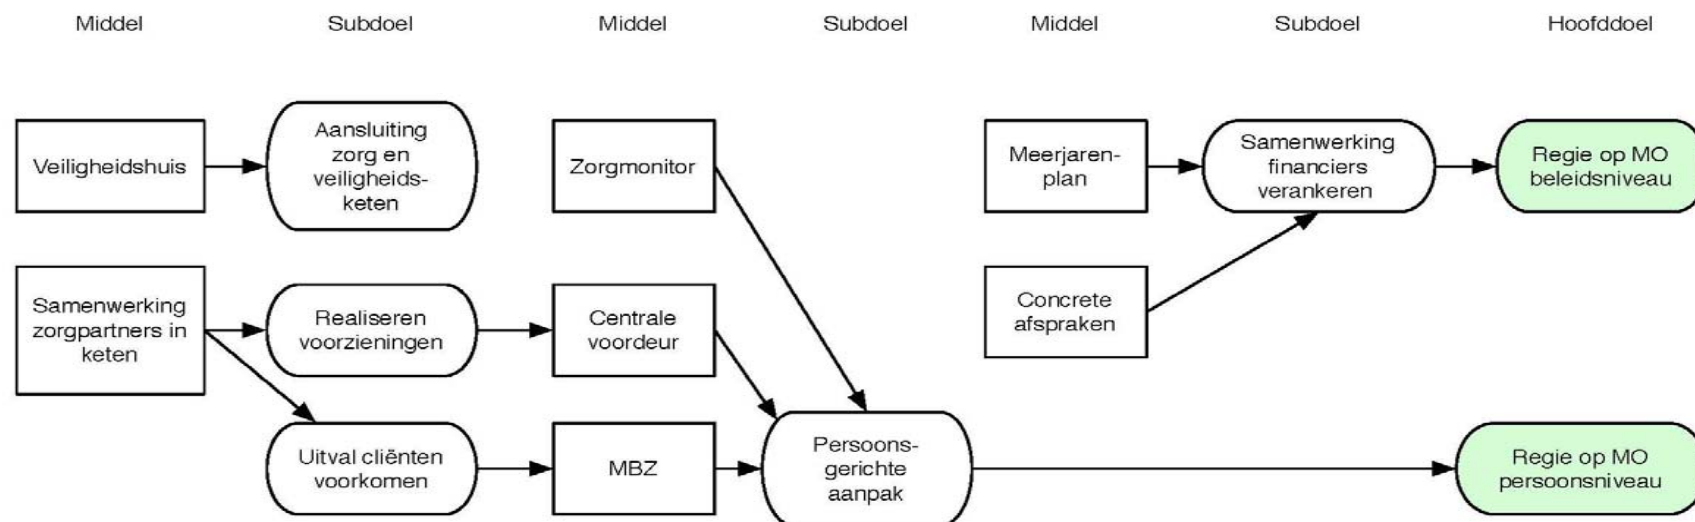 Middel Subdoel Middel Subdoel Middel Subdoel Hoofddoel
Veiligheidshuis
Aansluiting
zorg en
veiligheids-
keten
Zorgmonitor
Meerjaren-
plan
Samenwerking
financiers
verankeren
Regie op MO
beleidsniveau
Samenwerking
zorgpartners in
keten
Realiseren
voorzieningen
Centrale
voordeur
Concrete
afspraken
Uitval cliënten
voorkomen
MBZ
Persoons-
gerichte
aanpak
Regie op MO
persoonsniveau